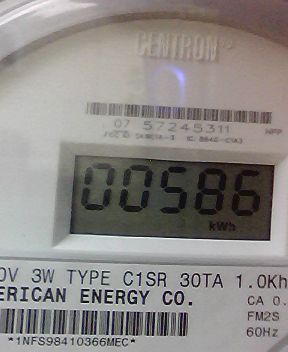 CENTRON
07 57245311
00586
kWh
0V 3W TYPE C1SR 30TA 1.0Kh
ERICAN ENERGY CO.
CA 0.
FM2S
60Hz
*1NFS98410366MEC*